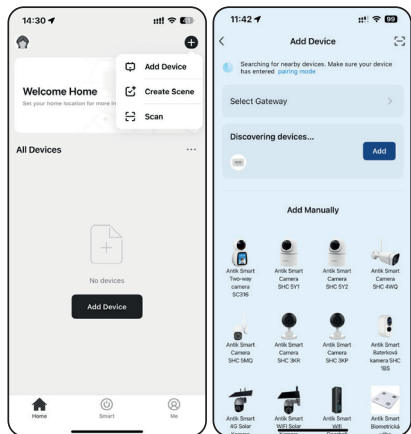 14:30
Add Device
Create Scene
Scan
Welcome Home
Set your home location for more in
All Devices
No devices
Add Device
Home
Smart
Me
11:42
99
Add Device
Searching for nearby devices. Make sure your device
has entered pairing mode
Select Gateway
Discovering devices...
Add
Add Manually
Antik Smart
Two-way
camera
SC316
Antik Smart
Camera
SHC 5Y1
Antik Smart
Camera
SHC 5Y2
Antik Smart
Camera
SHC 4WQ
Antik Smart
Camera
SHC 5MQ
Antik Smart
Camera
SHC 3KR
Antik Smart
Camera
SHC 3KP
Antik Smart
Baterková
kamera SHC
1BS
Antik Smart
4G Solar
Antik Smart
WIFI Solar
Antik Smart
Wifi
Antik Smart
Biometrická